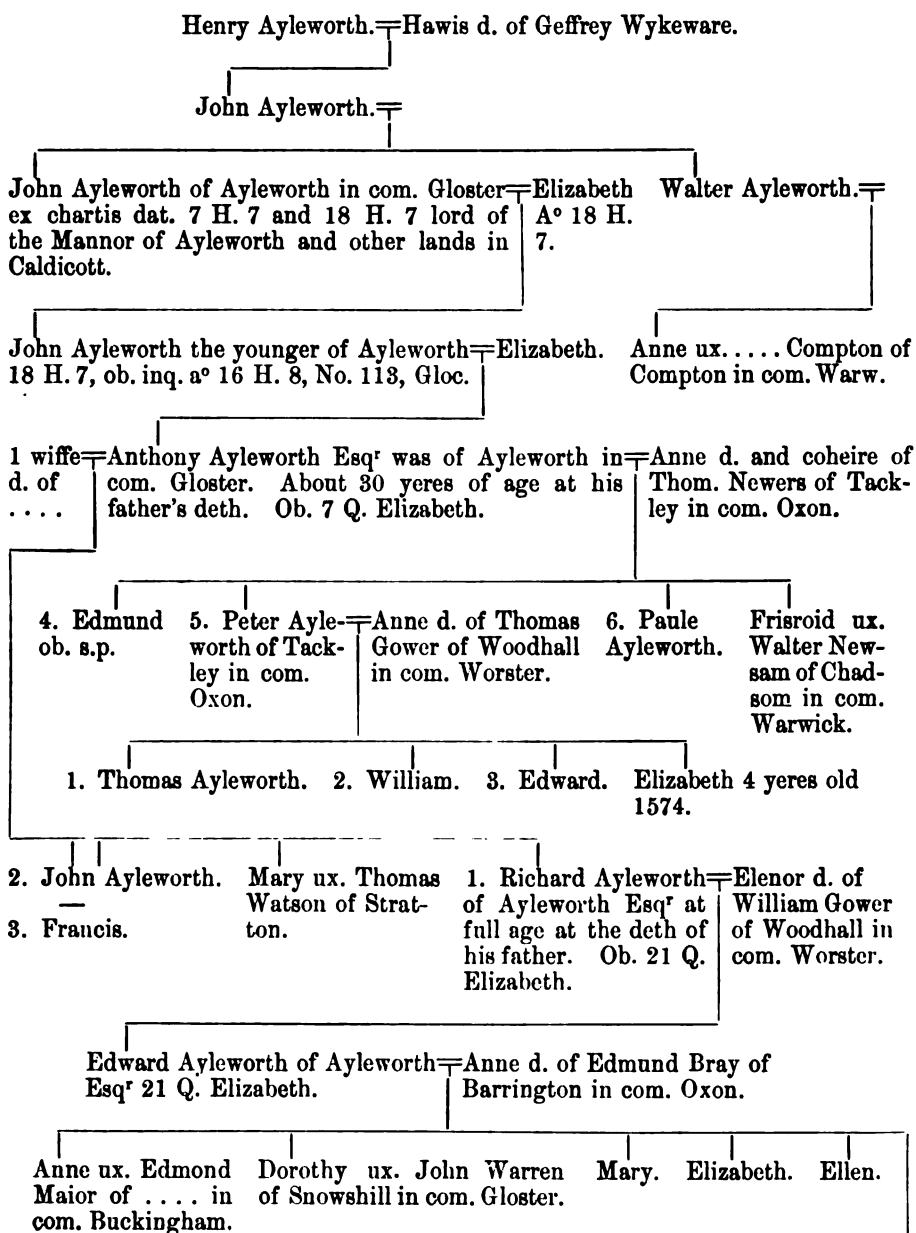 Henry Ayleworth.=Hawis d. of Geffrey Wykeware.
John Ayleworth.=
John Ayleworth of Ayleworth in com. Gloster=Elizabeth
ex chartis dat. 7 H. 7 and 18 H. 7 lord of
the Mannor of Ayleworth and other lands in
Caldicott.
Aº 18 H.
7.
Walter Ayleworth.=
John Ayleworth the younger of Ayleworth=Elizabeth.
18 H. 7, ob. inq. aº 16 H. 8, No. 113, Gloc.
Anne ux. . . . . . Compton of
Compton in com. Warw.
1 wiffe=
d. of
. . . .
Anthony Ayleworth Esqʳ was of Ayleworth in=
com. Gloster. About 30 yeres of age at his
father's deth. Ob. 7 Q. Elizabeth.
Anne d. and coheire of
Thom. Newers of Tack-
ley in com. Oxon.
4. Edmund
ob. s.p.
5. Peter Ayle-=
worth of Tack-
ley in com.
Oxon.
Anne d. of Thomas
Gower of Woodhall
in com. Worster.
6. Paule
Ayleworth.
Frisroid ux.
Walter New-
sam of Chad-
som in com.
Warwick.
1. Thomas Ayleworth. 2. William. 3. Edward. Elizabeth 4 yeres old
1574.
2. John Ayleworth.
—
3. Francis.
Mary ux. Thomas
Watson of Strat-
ton.
1. Richard Ayleworth=
of Ayleworth Esqʳ at
full age at the deth of
his father. Ob. 21 Q.
Elizabeth.
Elenor d. of
William Gower
of Woodhall in
com. Worster.
Edward Ayleworth of Ayleworth=
Esqʳ 21 Q. Elizabeth.
Anne d. of Edmund Bray of
Barrington in com. Oxon.
Anne ux. Edmond
Maior of . . . . in
com. Buckingham.
Dorothy ux. John Warren
of Snowshill in com. Gloster.
Mary. Elizabeth. Ellen.